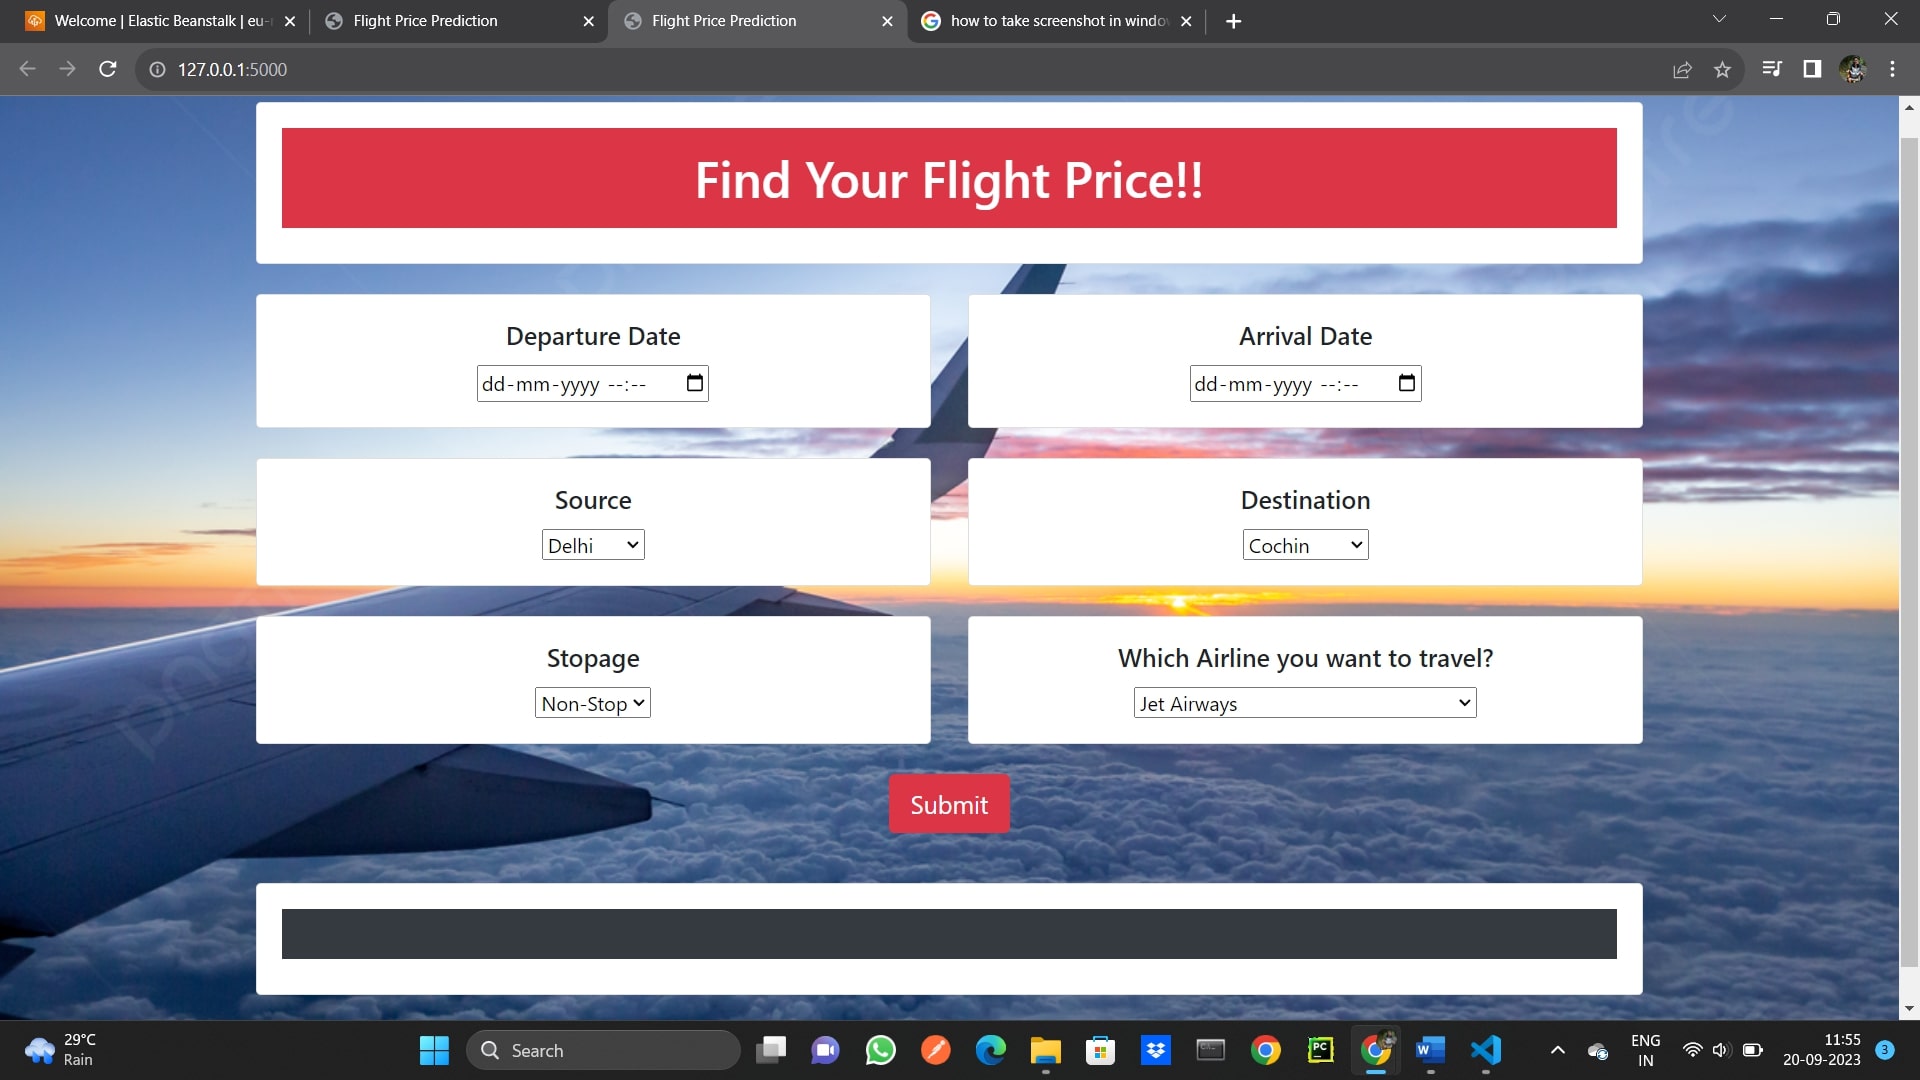 Welcome | Elastic Beanstalk | eu-
Flight Price Prediction
Flight Price Prediction
how to take screenshot in windo
127.0.0.1:5000
Find Your Flight Price!!
Departure Date
Arrival Date
dd-mm-yyyy --:--
dd-mm-yyyy --:--
Source
Destination
Delhi
Cochin
Stopage
Which Airline you want to travel?
Non-Stop
Jet Airways
Submit
29°C
Rain
Search
PC
W
ENG
IN
11:55
20-09-2023
3